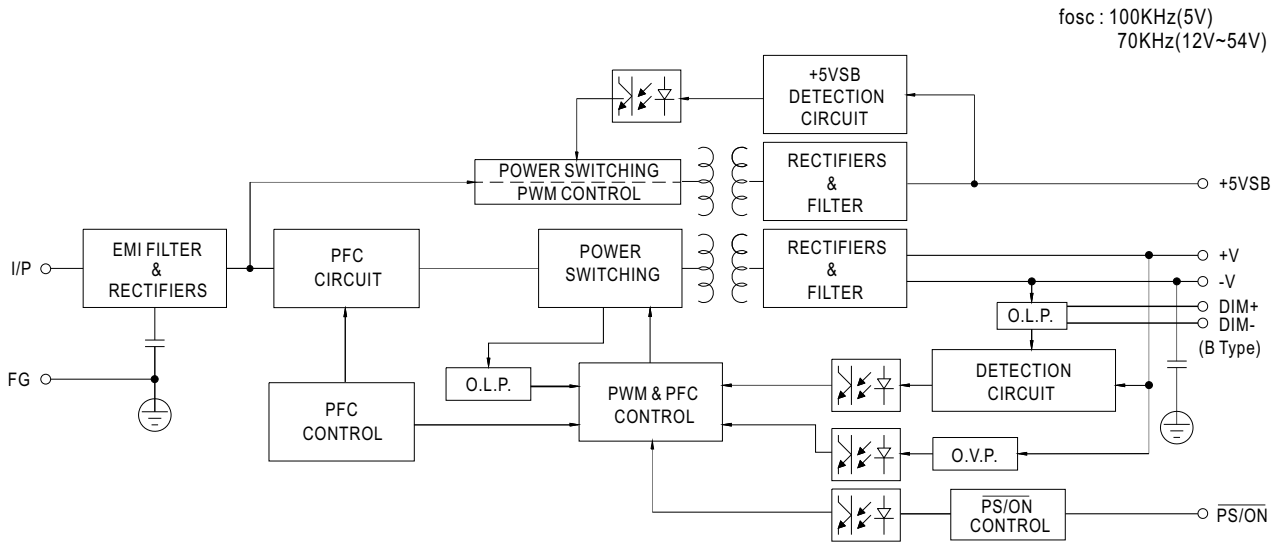 fosc : 100KHz(5V)
70KHz(12V~54V)
+5VSB
DETECTION
CIRCUIT
POWER SWITCHING
PWM CONTROL
RECTIFIERS
&
FILTER
+5VSB
I/P
EMI FILTER
&
RECTIFIERS
PFC
CIRCUIT
POWER
SWITCHING
RECTIFIERS
&
FILTER
+V
-V
O.L.P.
DIM+
DIM-
(B Type)
FG
PFC
CONTROL
O.L.P.
PWM & PFC
CONTROL
DETECTION
CIRCUIT
O.V.P.
PS/ON
CONTROL
PS/ON